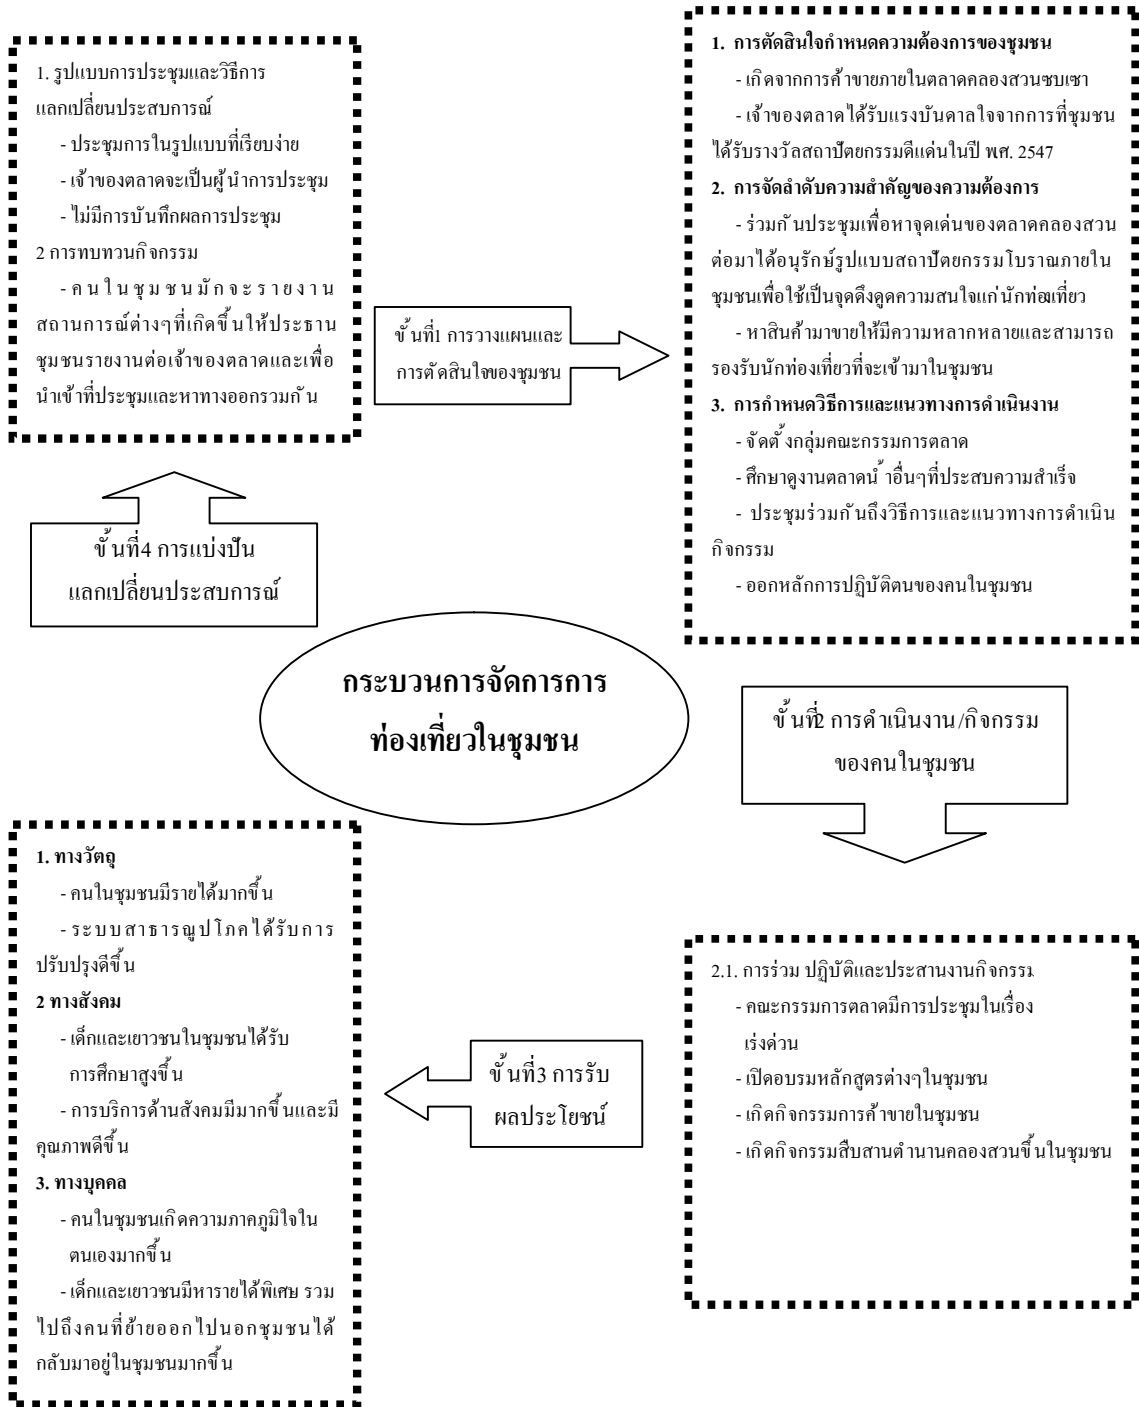 1. รูปแบบการประชุมและวิธีการ
แลกเปลี่ยนประสบการณ์
- ประชุมการในรูปแบบที่เรียบง่าย
- เจ้าของตลาดจะเป็นผู้นำการประชุม
- ไม่มีการบันทึกผลการประชุม
2 การทบทวนกิจกรรม
- คนในชุมชนมักจะรายงาน
สถานการณ์ต่างๆที่เกิดขึ้นให้ประธาน
ชุมชนรายงานต่อเจ้าของตลาดและเพื่อ
นำเข้าที่ประชุมและหาทางออกรวมกัน
ขั้นที่1 การวางแผนและ
การตัดสินใจของชุมชน
1. การตัดสินใจกำหนดความต้องการของชุมชน
- เกิดจากการค้าขายภายในตลาดคลองสวนซบเซา
- เจ้าของตลาดได้รับแรงบันดาลใจจากการที่ชุมชน
ได้รับรางวัลสถาปัตยกรรมดีแด่นในปี พ.ศ. 2547
2. การจัดลำดับความสำคัญของความต้องการ
- ร่วมกันประชุมเพื่อหาจุดเด่นของตลาดคลองสวน
ต่อมาได้อนุรักษ์รูปแบบสถาปัตยกรรมโบราณภายใน
ชุมชนเพื่อใช้เป็นจุดดึงดูดความสนใจแก่นักท่องเที่ยว
- หาสินค้ามาขายให้มีความหลากหลายและสามารถ
รองรับนักท่องเที่ยวที่จะเข้ามาในชุมชน
3. การกำหนดวิธีการและแนวทางการดำเนินงาน
- จัดตั้งกลุ่มคณะกรรมการตลาด
- ศึกษาดูงานตลาดน้ำอื่นๆที่ประสบความสำเร็จ
- ประชุมร่วมกันถึงวิธีการและแนวทางการดำเนิน
กิจกรรม
- ออกหลักการปฏิบัติตนของคนในชุมชน
ขั้นที่4 การแบ่งปัน
แลกเปลี่ยนประสบการณ์
กระบวนการจัดการการ
ท่องเที่ยวในชุมชน
ขั้นที่2 การดำเนินงาน/กิจกรรม
ของคนในชุมชน
1. ทางวัตถุ
- คนในชุมชนมีรายได้มากขึ้น
- ระบบสาธารณูปโภคได้รับการ
ปรับปรุงดีขึ้น
2 ทางสังคม
- เด็กและเยาวชนในชุมชนได้รับ
การศึกษาสูงขึ้น
- การบริการด้านสังคมมีมากขึ้นและมี
คุณภาพดีขึ้น
3. ทางบุคคล
- คนในชุมชนเกิดความภาคภูมิใจใน
ตนเองมากขึ้น
- เด็กและเยาวชนมีหารายได้พิเศษ รวม
ไปถึงคนที่ย้ายออกไปนอกชุมชนได้
กลับมาอยู่ในชุมชนมากขึ้น
ขั้นที่3 การรับ
ผลประโยชน์
2.1. การร่วม ปฏิบัติและประสานงานกิจกรรม
- คณะกรรมการตลาดมีการประชุมในเรื่อง
เร่งด่วน
- เปิดอบรมหลักสูตรต่างๆในชุมชน
- เกิดกิจกรรมการค้าขายในชุมชน
- เกิดกิจกรรมสืบสานตำนานคลองสวนขึ้นในชุมชน